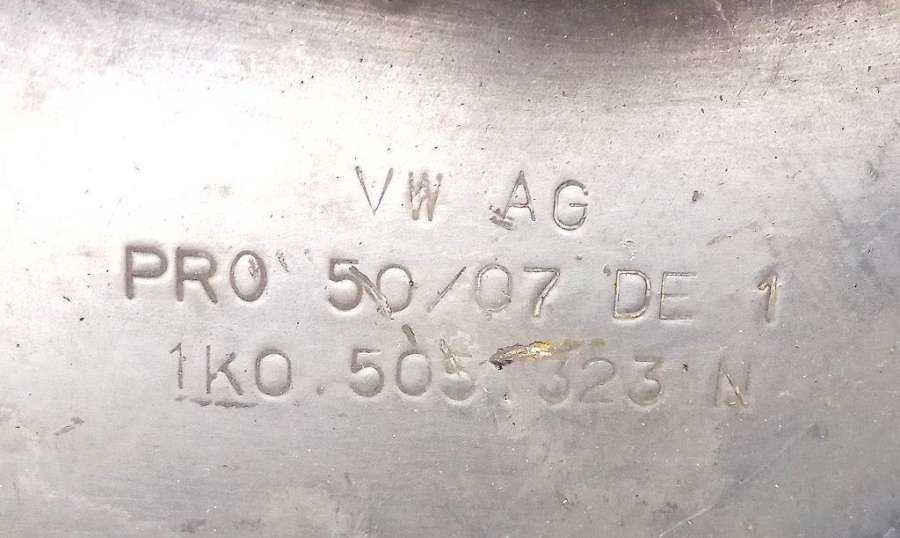 VW AG
PRO 50/07 DE 1
1K0.505.323 N